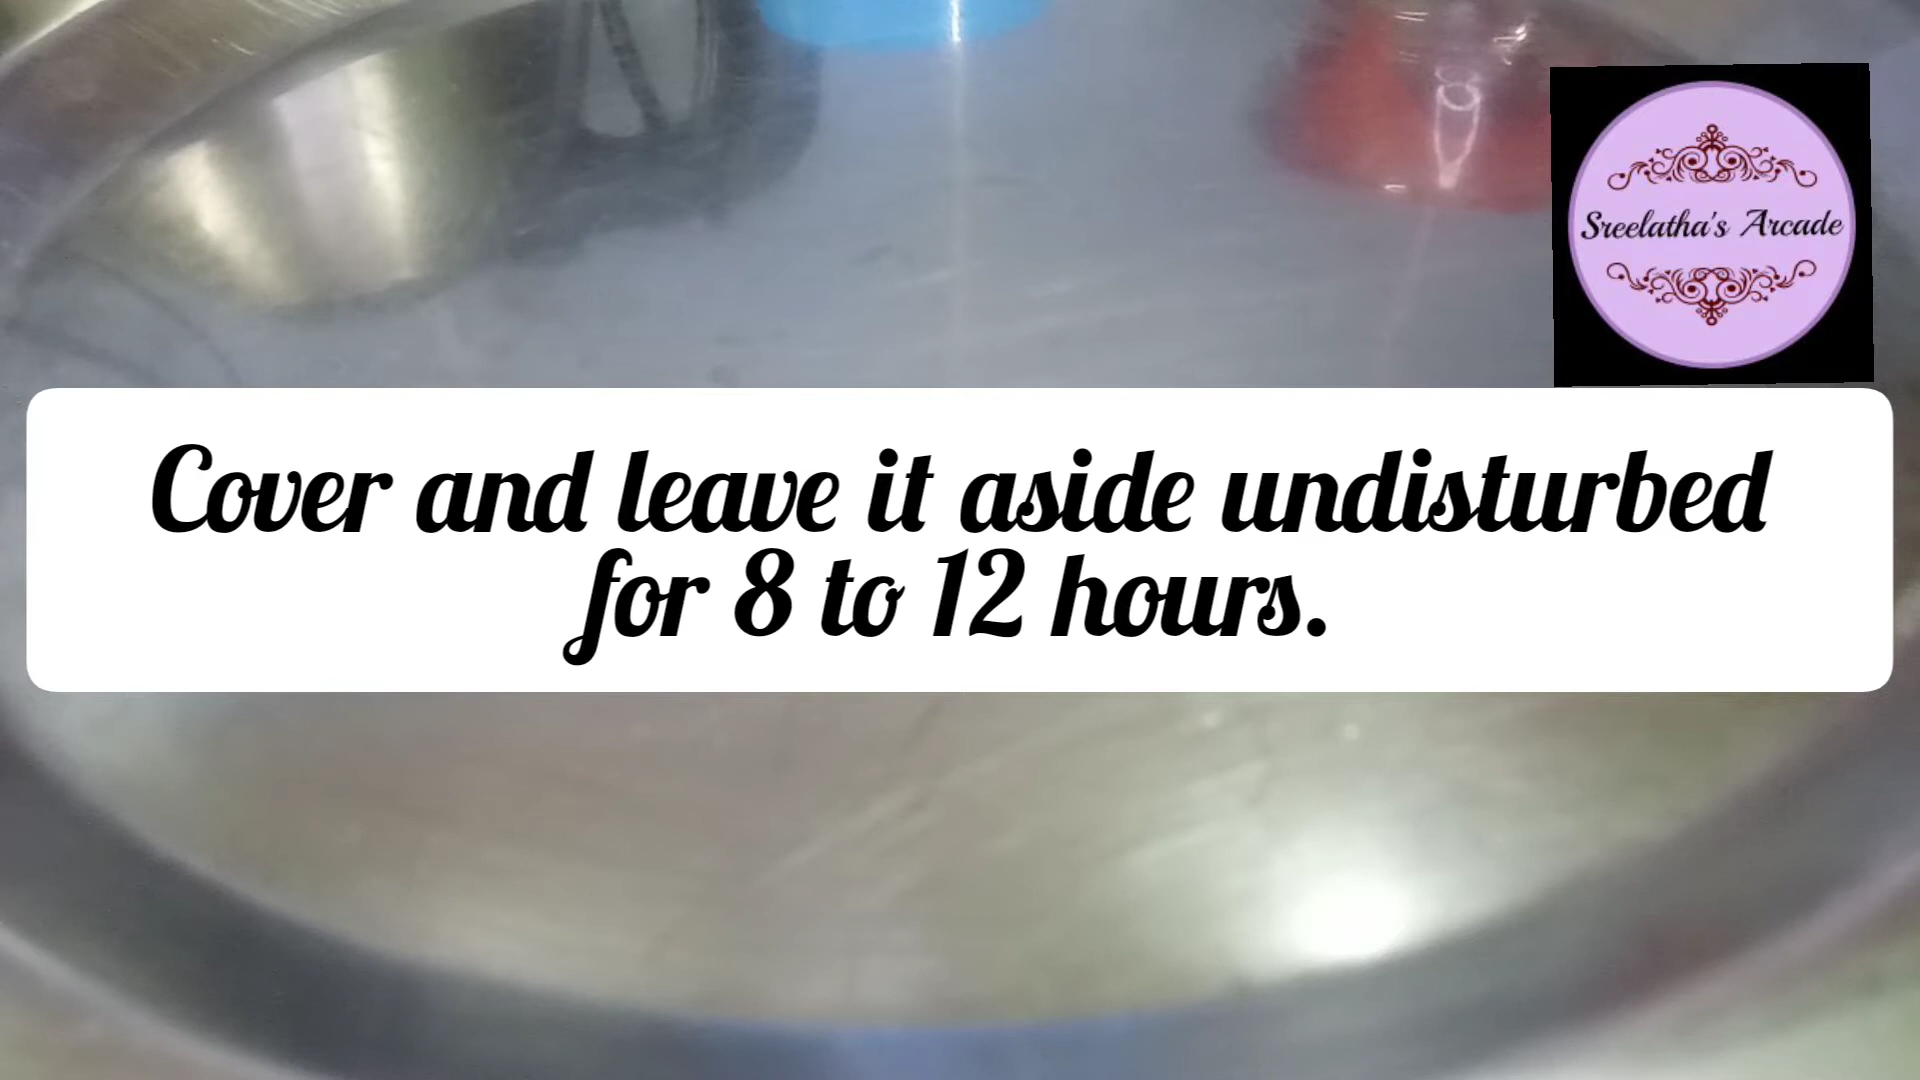 Sreelatha's Arcade
Cover and leave it aside undisturbed
for 8 to 12 hours.